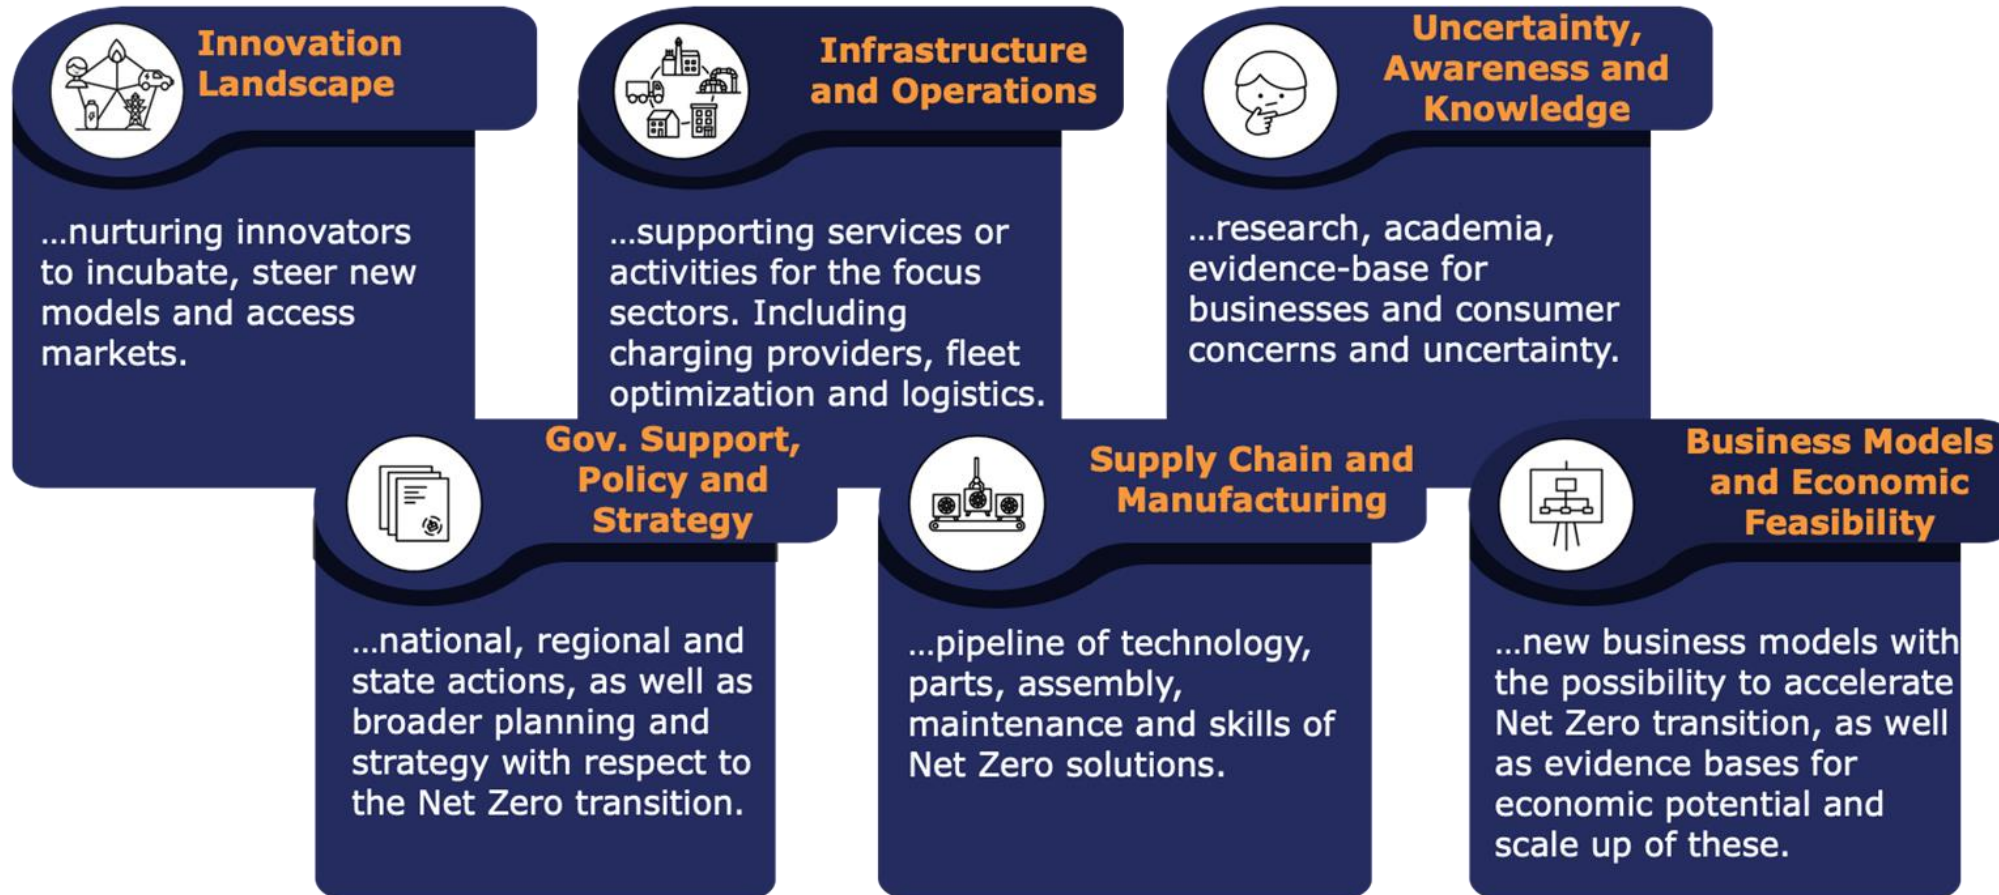 Innovation
Landscape
...nurturing innovators
to incubate, steer new
models and access
markets.
Infrastructure
and Operations
...supporting services or
activities for the focus
sectors. Including
charging providers, fleet
optimization and logistics.
Uncertainty,
Awareness and
Knowledge
...research, academia,
evidence-base for
businesses and consumer
concerns and uncertainty.
Gov. Support,
Policy and
Strategy
...national, regional and
state actions, as well as
broader planning and
strategy with respect to
the Net Zero transition.
Supply Chain and
Manufacturing
...pipeline of technology,
parts, assembly,
maintenance and skills of
Net Zero solutions.
Business Models
and Economic
Feasibility
...new business models with
the possibility to accelerate
Net Zero transition, as well
as evidence bases for
economic potential and
scale up of these.